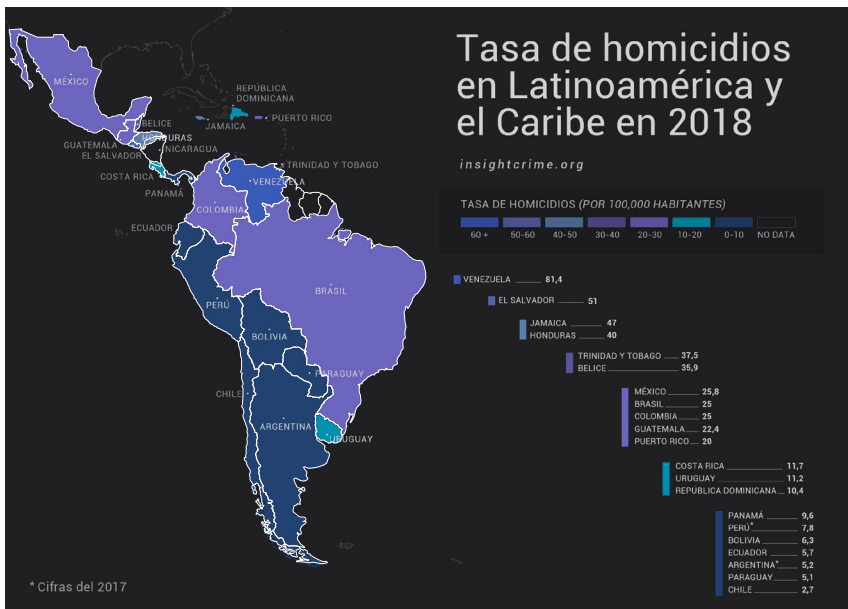 Tasa de homicidios
en Latinoamérica y
el Caribe en 2018
insightcrime.org
TASA DE HOMICIDIOS (POR 100,000 HABITANTES)
60 + 50-60 40-50 30-40 20-30 10-20 0-10 NO DATA
MÉXICO
REPÚBLICA
DOMINICANA
BELICE
JAMAICA
PUERTO RICO
HONDURAS
GUATEMALA
NICARAGUA
EL SALVADOR
TRINIDAD Y TOBAGO
COSTA RICA
VENEZUELA
PANAMÁ
COLOMBIA
ECUADOR
BRASIL
PERÚ
BOLIVIA
PARAGUAY
CHILE
ARGENTINA
URUGUAY
VENEZUELA 81,4
EL SALVADOR 51
JAMAICA 47
HONDURAS 40
TRINIDAD Y TOBAGO 37,5
BELICE 35,9
MÉXICO 25,8
BRASIL 25
COLOMBIA 25
GUATEMALA 22,4
PUERTO RICO 20
COSTA RICA 11,7
URUGUAY 11,2
REPÚBLICA DOMINICANA 10,4
PANAMÁ 9,6
PERÚ* 7,8
BOLIVIA 6,3
ECUADOR 5,7
ARGENTINA* 5,2
PARAGUAY 5,1
CHILE 2,7
* Cifras del 2017